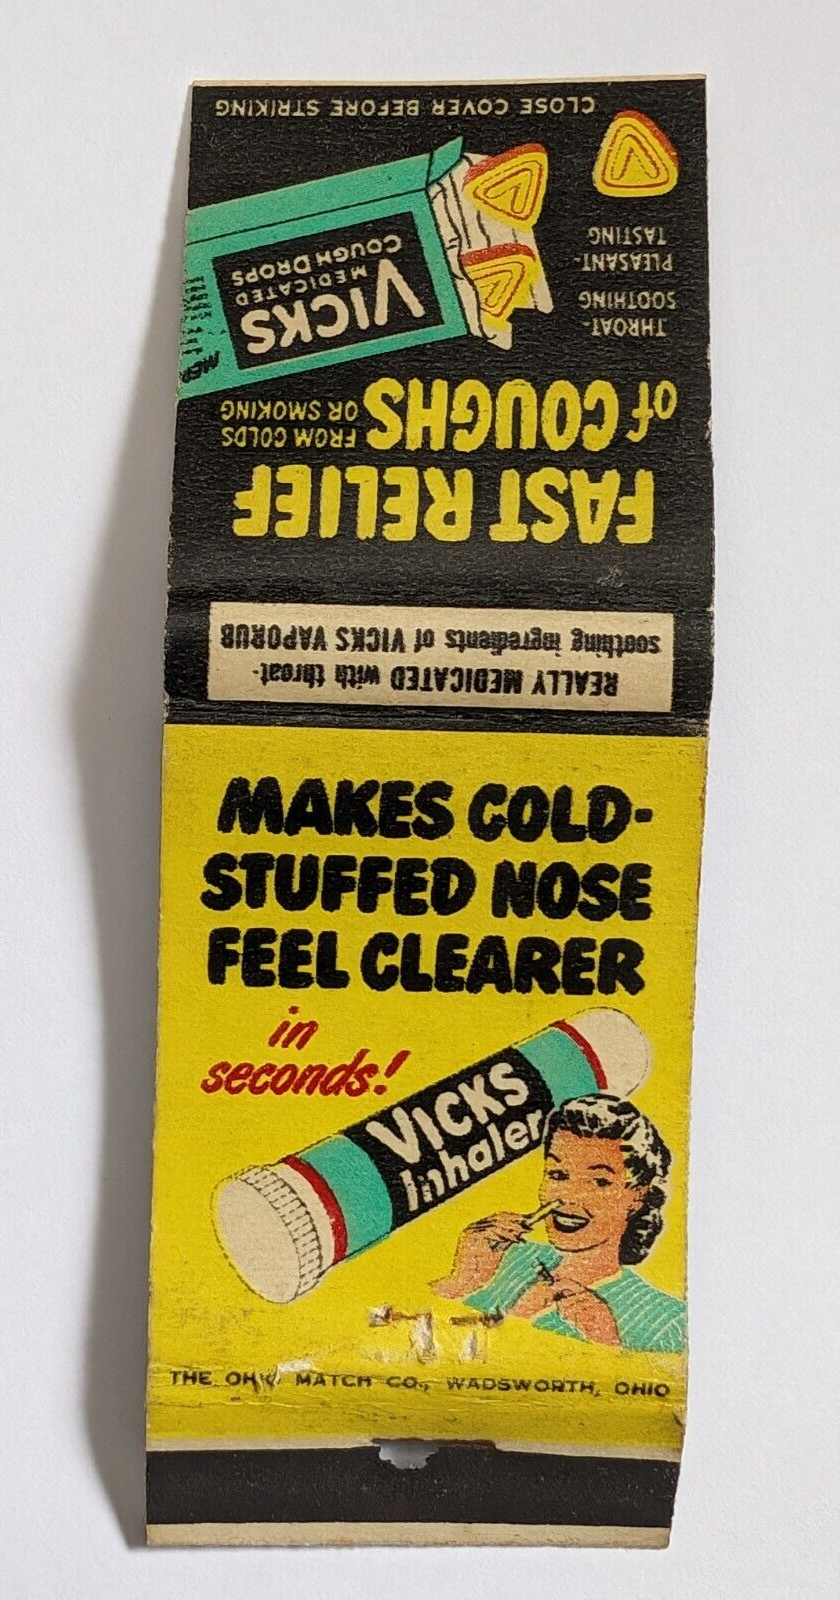 CLOSE COVER BEFORE STRIKING
VICKS
MEDICATED
COUGH DROPS
THROAT-
SOOTHING
PLEASANT-
TASTING
FAST RELIEF
of COUGHS
FROM COLDS
OR SMOKING
REALLY MEDICATED with throat-
soothing ingredients of VICKS VAPORUB
MAKES COLD-
STUFFED NOSE
FEEL CLEARER
in
seconds!
VICKS
Inhaler
THE OHIO MATCH CO., WADSWORTH, OHIO